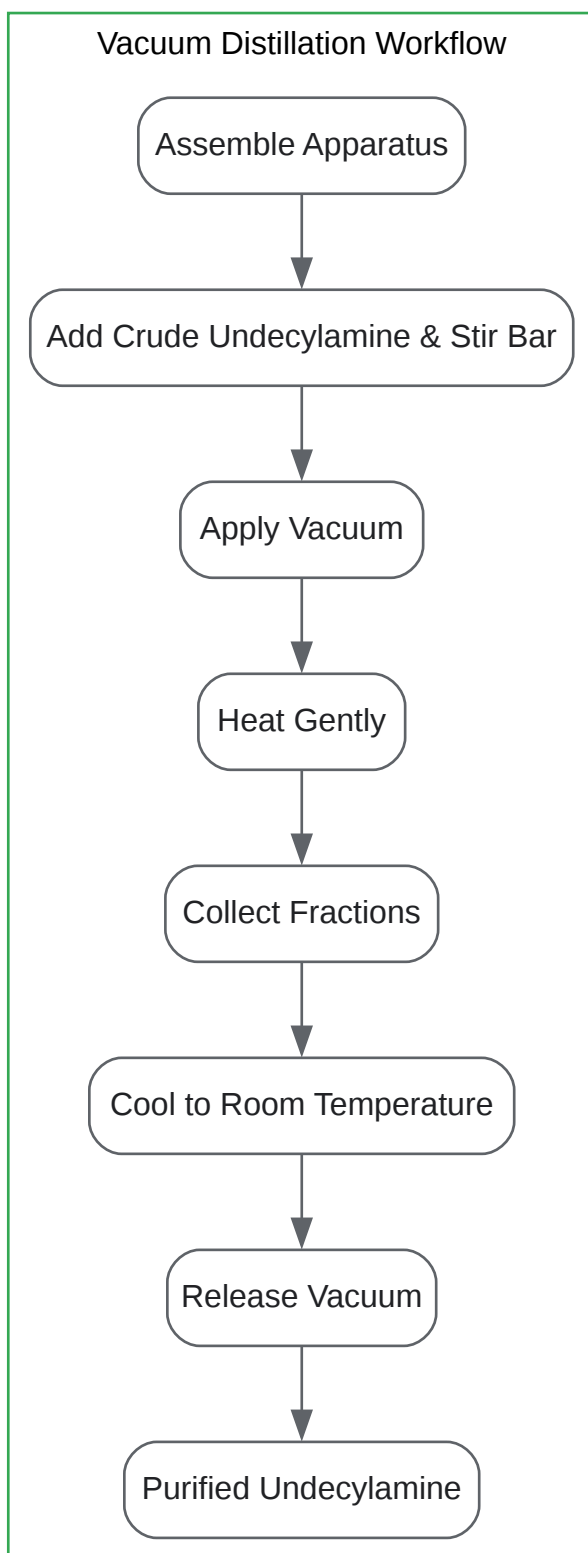 Vacuum Distillation Workflow
Assemble Apparatus
Add Crude Undecylamine & Stir Bar
Apply Vacuum
Heat Gently
Collect Fractions
Cool to Room Temperature
Release Vacuum
Purified Undecylamine